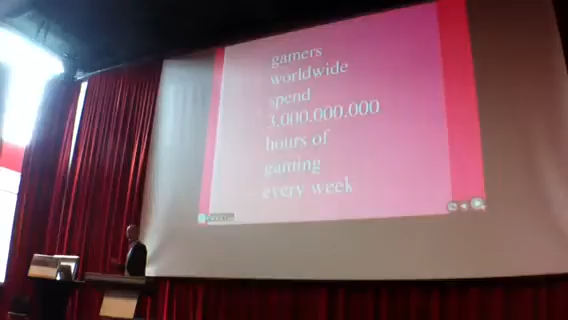 gamers
worldwide
spend
3.000.000.000
hours of
gaming
every week